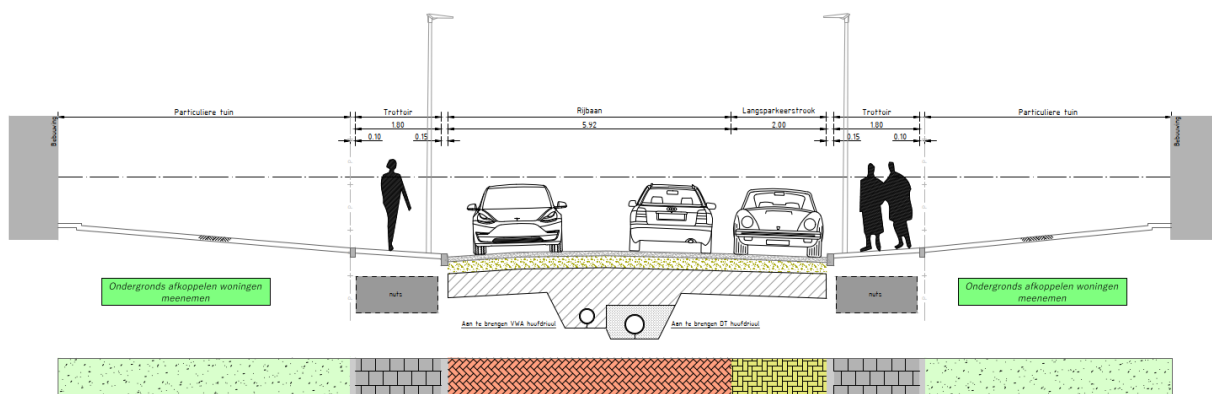 Particuliere tuin
Trottoir
Rijbaan
Langsparkeerstrook
Trottoir
Particuliere tuin
1.80
5.92
2.00
1.80
0.10
0.15
0.15
0.10
Bebouwing
Bebouwing
Ondergronds afkoppelen woningen
meenemen
nuts
nuts
Ondergronds afkoppelen woningen
meenemen
Aan te brengen VWA hoofdriool
Aan te brengen DT hoofdriool